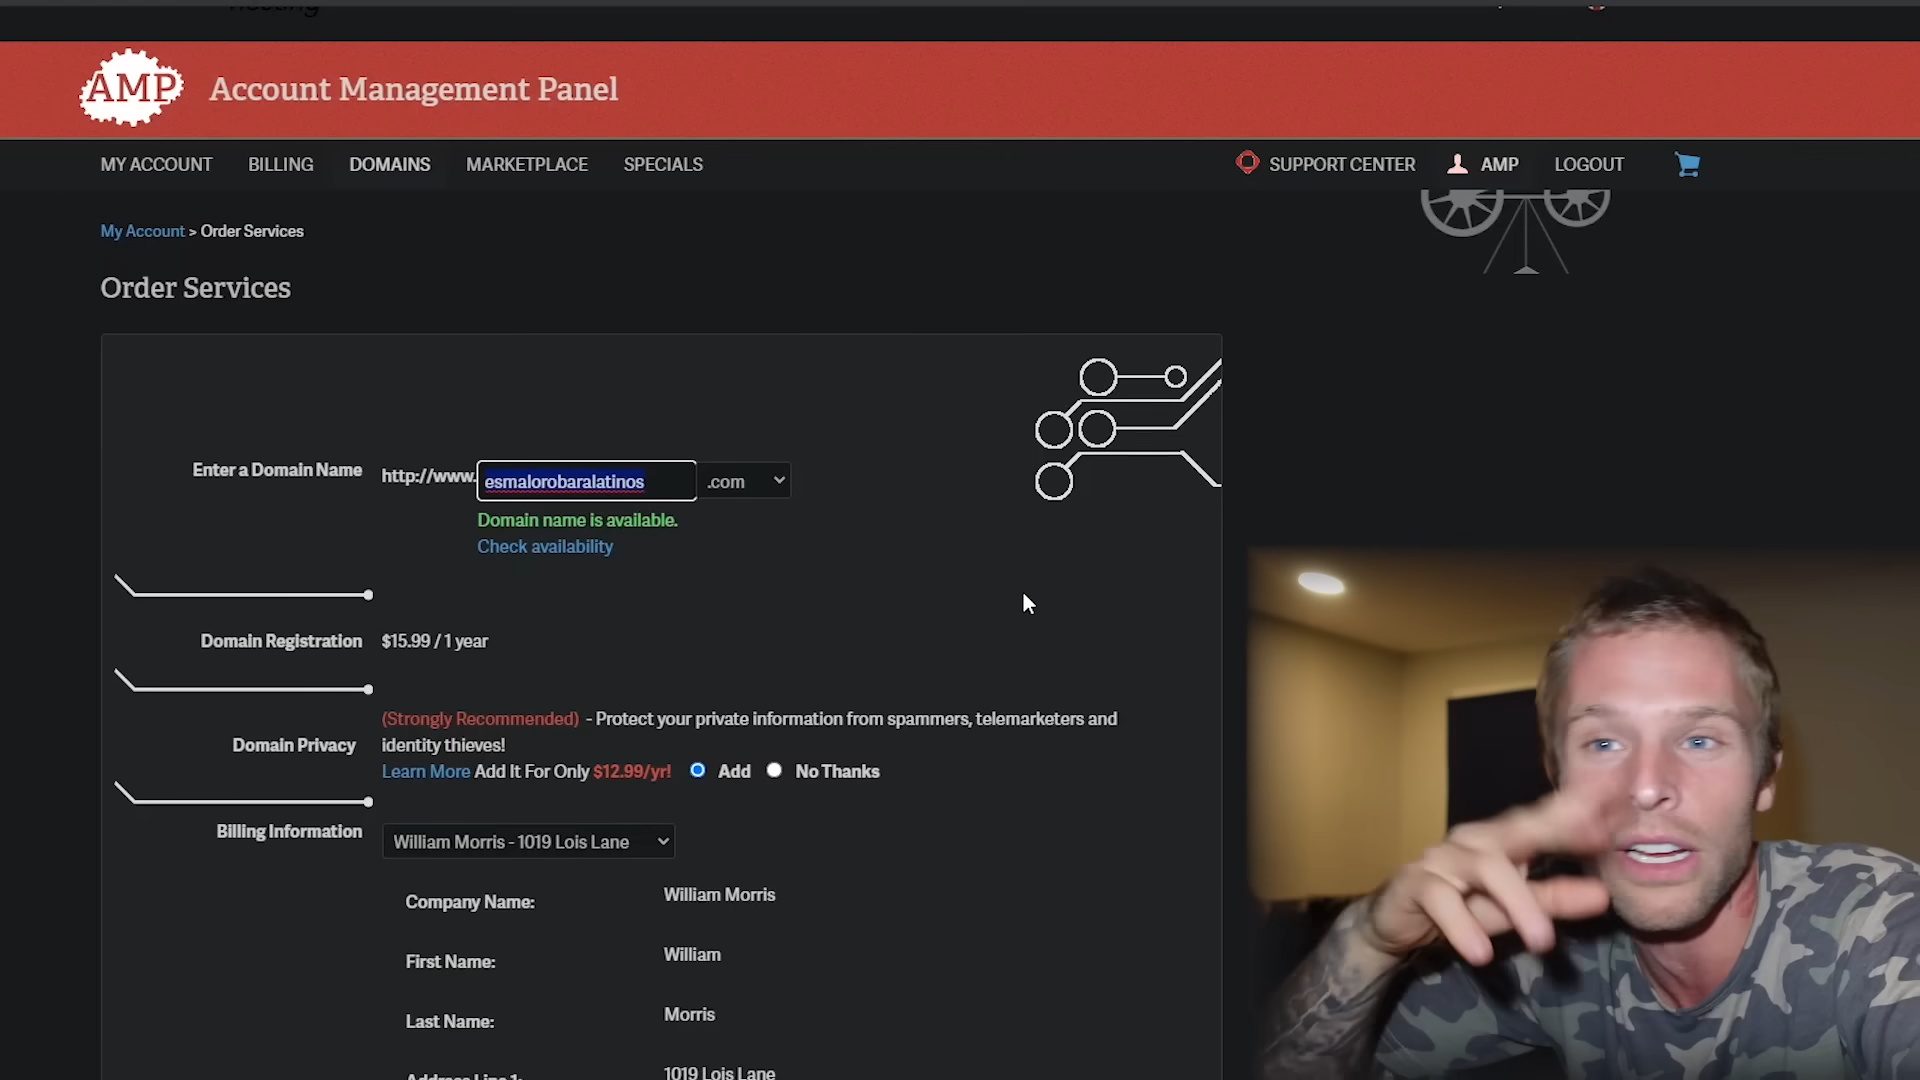 hosting
AMP Account Management Panel
MY ACCOUNT BILLING DOMAINS MARKETPLACE SPECIALS SUPPORT CENTER AMP LOGOUT
My Account > Order Services
Order Services
Enter a Domain Name http://www. esmalorobaralatinos .com
Domain name is available.
Check availability
Domain Registration $15.99 / 1 year
(Strongly Recommended) - Protect your private information from spammers, telemarketers and
Domain Privacy identity thieves!
Learn More Add It For Only $12.99/yr! Add No Thanks
Billing Information William Morris - 1019 Lois Lane
Company Name: William Morris
First Name: William
Last Name: Morris
Address Line 1: 1019 Lois Lane